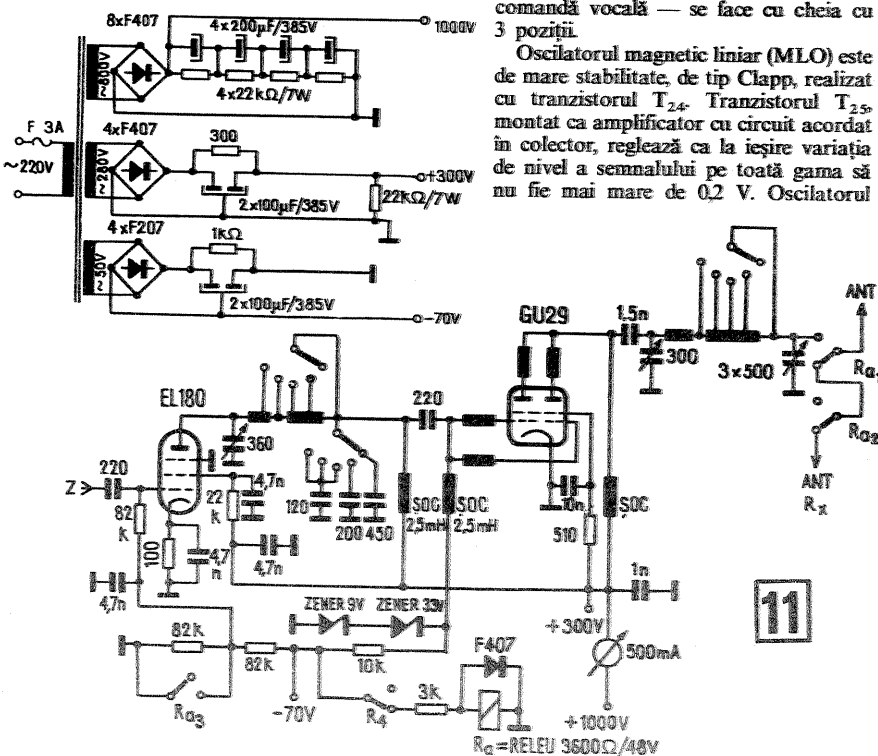 comandă vocală — se face cu cheia cu
3 poziții.
Oscilatorul magnetic liniar (MLO) este
de mare stabilitate, de tip Clapp, realizat
cu tranzistorul T24. Tranzistorul T25,
montat ca amplificator cu circuit acordat
în colector, reglează ca la ieșire variația
de nivel a semnalului pe toată gama să
nu fie mai mare de 0,2 V. Oscilatorul
8xF407
4x200µF/385V
1000V
4x22kΩ/7W
F 3A
~220V
4xF407
~280V
300
+300V
2x100µF/385V
22kΩ/7W
4xF207
~50V
1kΩ
2x100µF/385V
-70V
EL180
GU29
1,5n
300
3x500
ANT
Ra1
Ra2
ANT
Rx
360
220
Z
220
82
k
22
k
4,7n
120
200
450
ȘOC
2,5mH
ȘOC
2,5mH
10n
510
ȘOC
100
4,7
n
4,7n
4,7n
1n
ZENER 9V
ZENER 33V
+300V
500mA
11
82k
82k
10k
F407
Ra3
-70V
R4
3k
+1000V
Ra=RELEU 3600Ω/48V